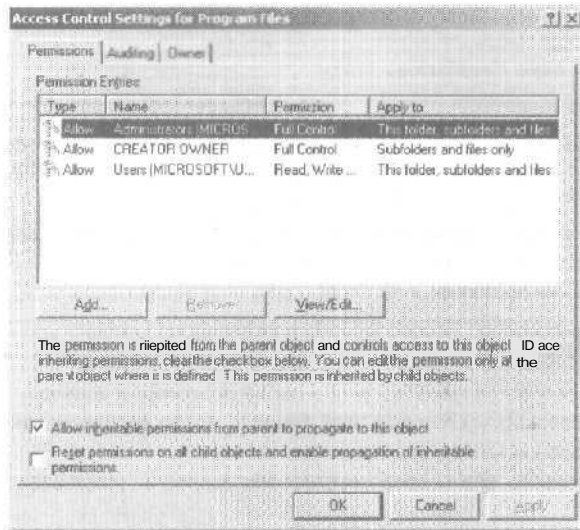 Access Control Settings for Program Files
Permissions Auditing Owner
Permission Entries:
Type Name Permission Apply to
Allow Administrators (MICROS... Full Control This folder, subfolders and files
Allow CREATOR OWNER Full Control Subfolders and files only
Allow Users (MICROSOFT\U... Read, Write ... This folder, subfolders and files
Add... Remove View/Edit...
The permission is riiepited from the parent object and controls access to this object ID ace
inheriting permissions, clear the checkbox below. You can edit the permission only at the
parent object where it is defined This permission is inherited by child objects.
Allow inheritable permissions from parent to propagate to this object
Reset permissions on all child objects and enable propagation of inheritable
permissions.
OK Cancel Apply